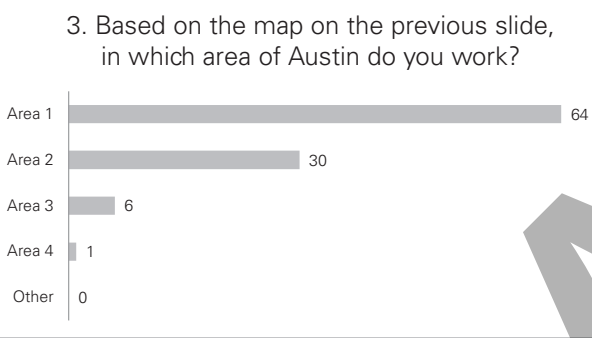 3. Based on the map on the previous slide,
in which area of Austin do you work?
Area 1 64
Area 2 30
Area 3 6
Area 4 1
Other 0